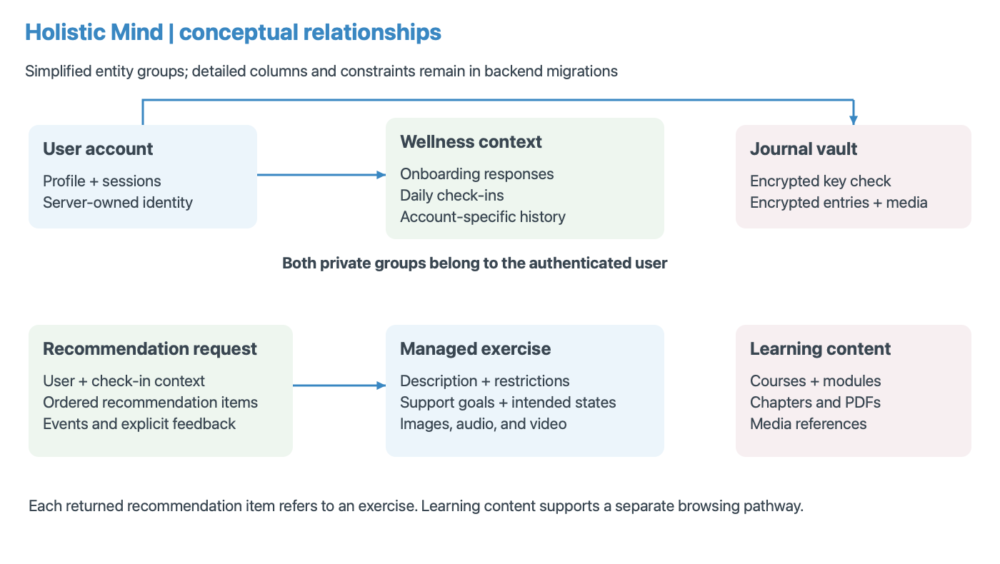 Holistic Mind | conceptual relationships
Simplified entity groups; detailed columns and constraints remain in backend migrations
User account
Profile + sessions
Server-owned identity
Wellness context
Onboarding responses
Daily check-ins
Account-specific history
Journal vault
Encrypted key check
Encrypted entries + media
Both private groups belong to the authenticated user
Recommendation request
User + check-in context
Ordered recommendation items
Events and explicit feedback
Managed exercise
Description + restrictions
Support goals + intended states
Images, audio, and video
Learning content
Courses + modules
Chapters and PDFs
Media references
Each returned recommendation item refers to an exercise. Learning content supports a separate browsing pathway.